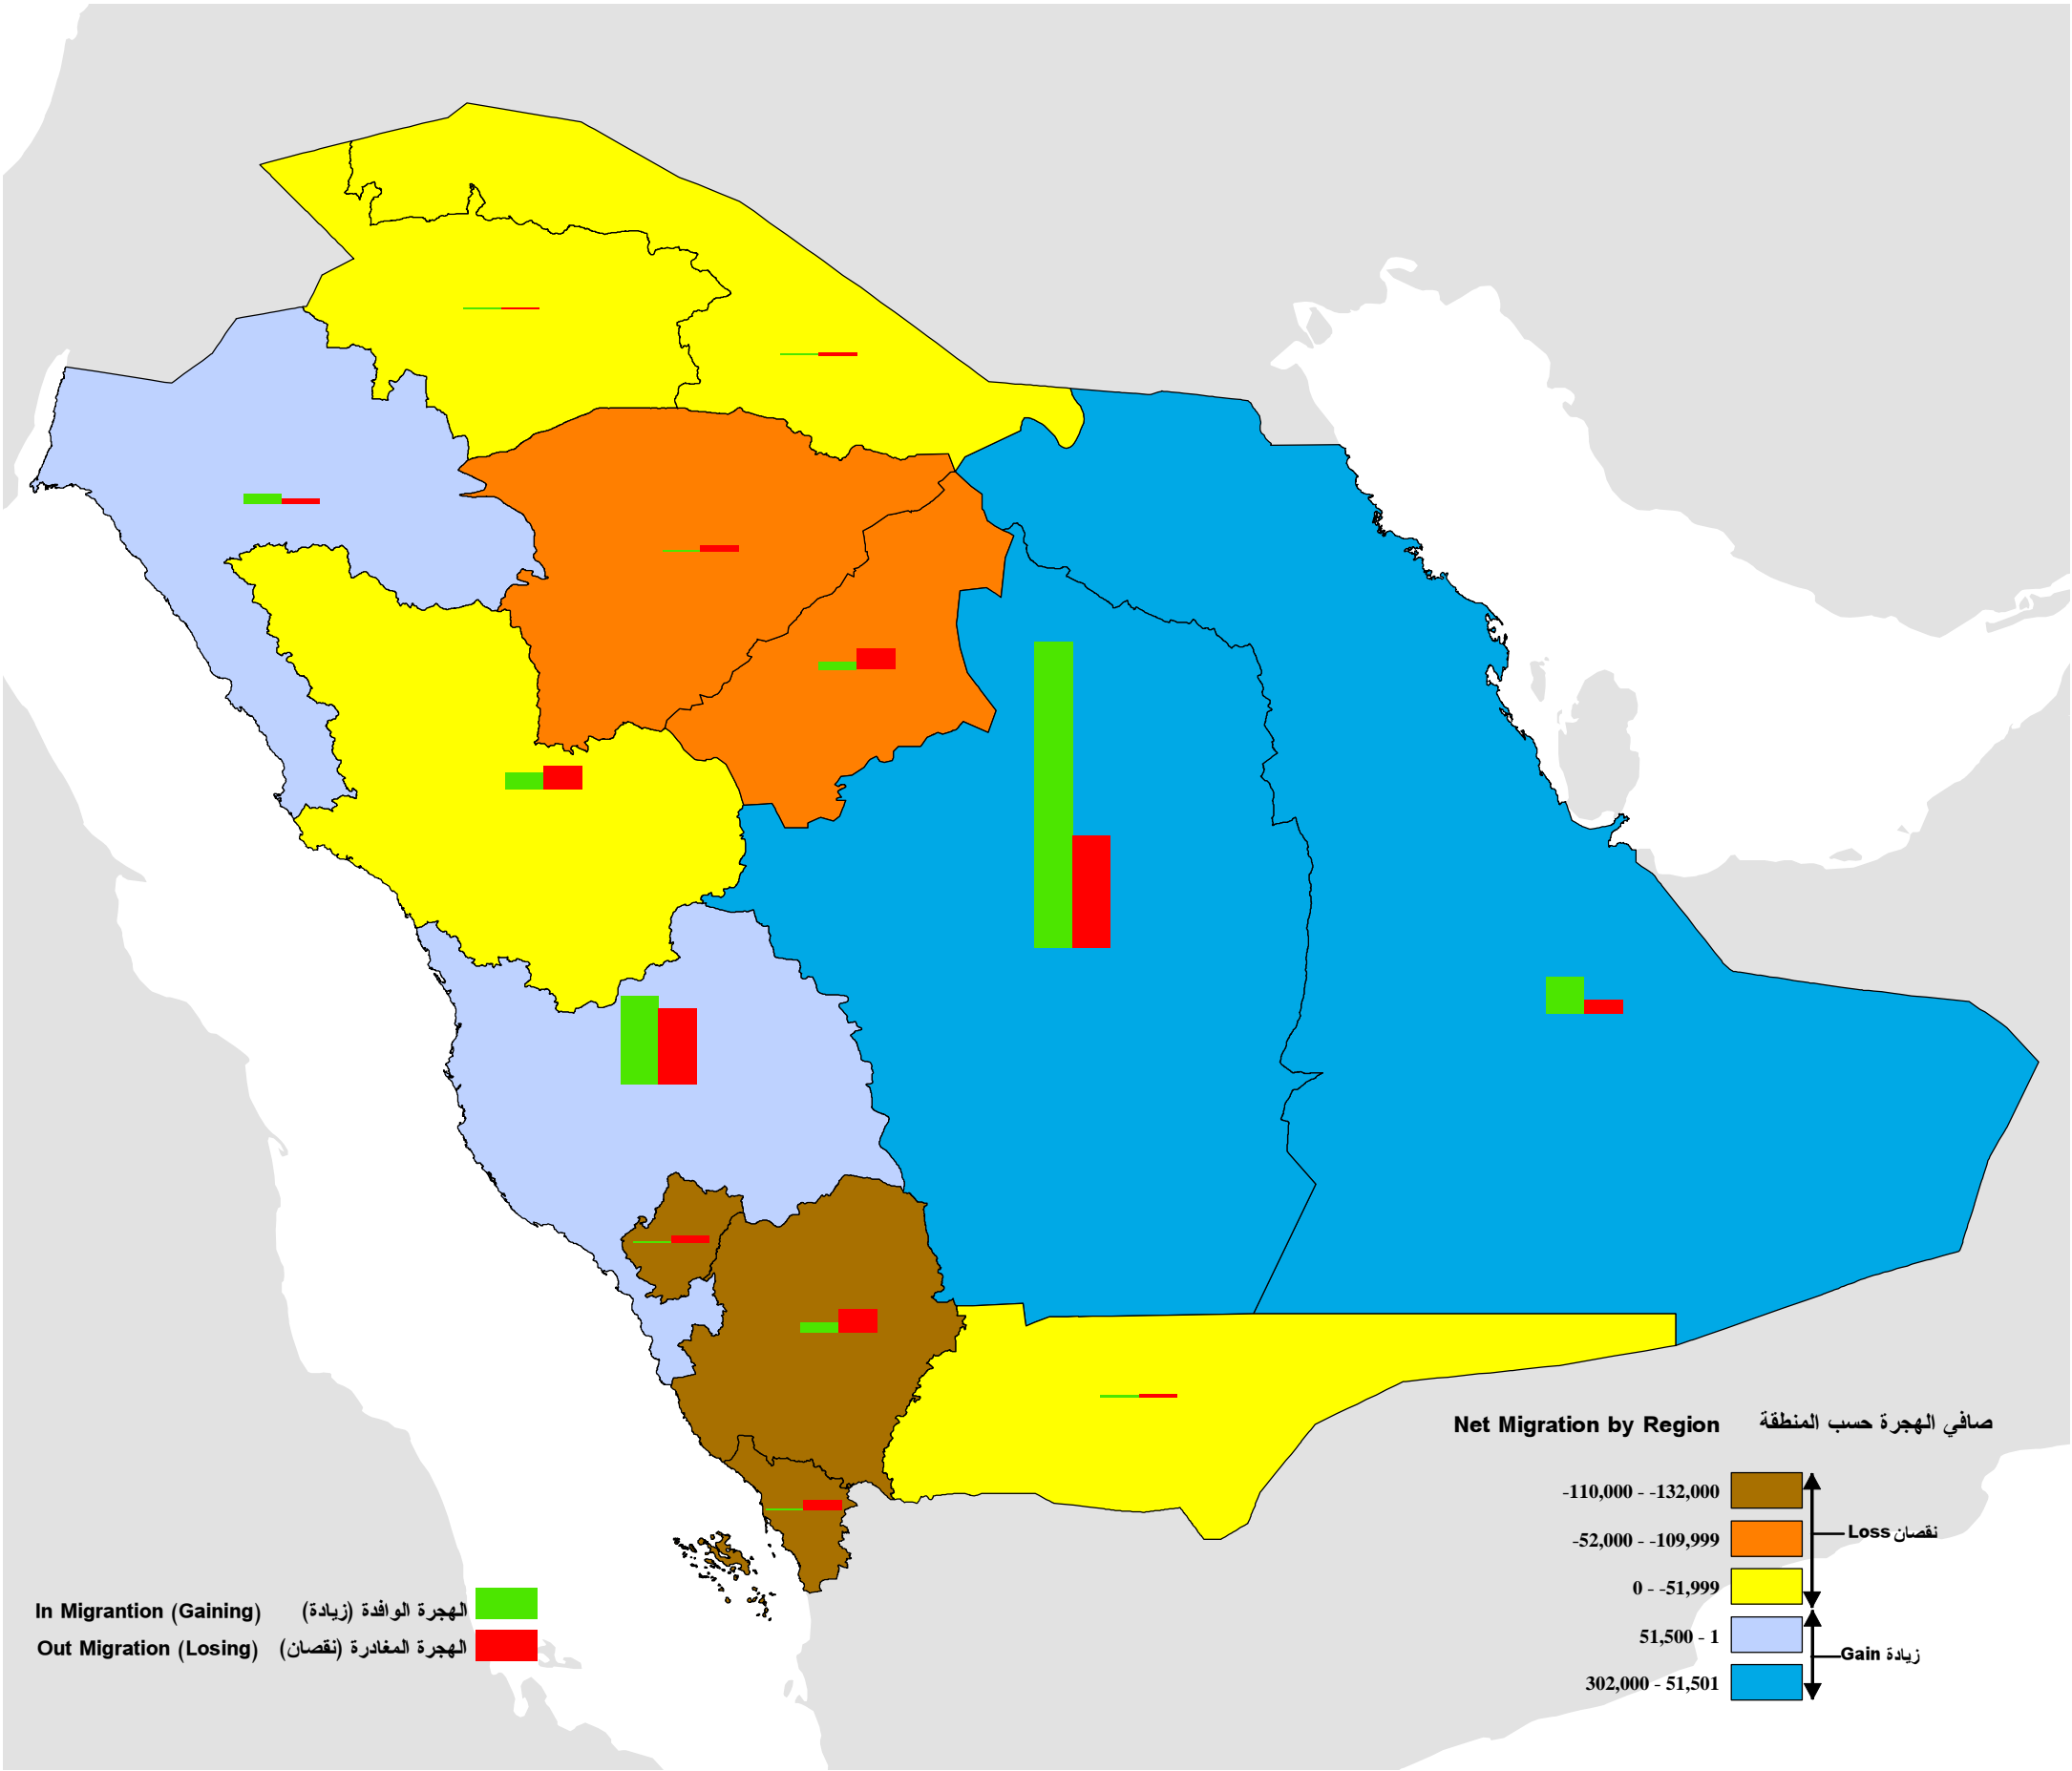 Net Migration by Region صافي الهجرة حسب المنطقة
-110,000 - -132,000
-52,000 - -109,999
Loss نقصان
0 - -51,999
51,500 - 1
Gain زيادة
302,000 - 51,501
In Migrantion (Gaining) الهجرة الوافدة (زيادة)
Out Migration (Losing) الهجرة المغادرة (نقصان)